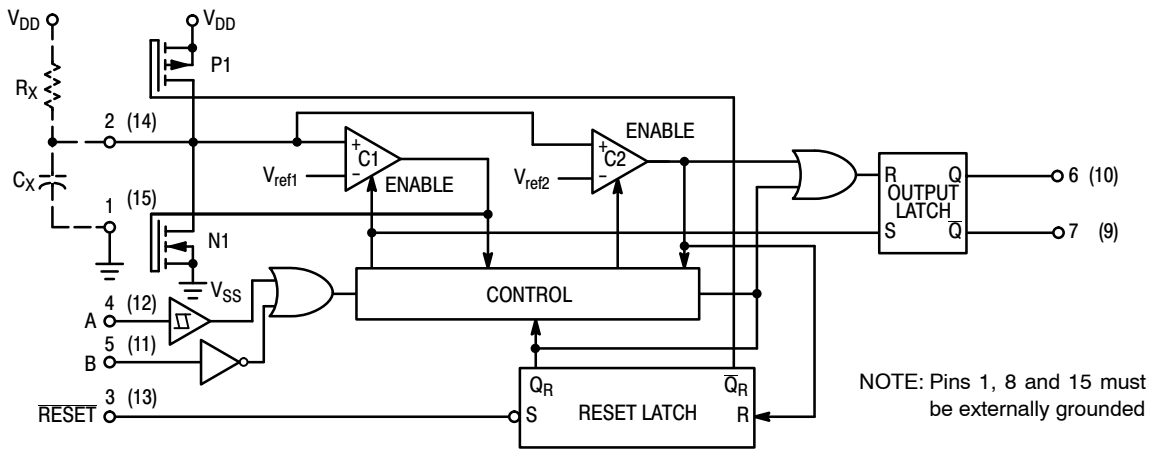 V_DD
V_DD
P1
R_X
2 (14)
C_X
1 (15)
N1
V_SS
+
C1
−
V_ref1
ENABLE
+
C2
−
V_ref2
ENABLE
R Q
OUTPUT
LATCH
S Q̅
6 (10)
7 (9)
CONTROL
4 (12)
A
5 (11)
B
3 (13)
R̅E̅S̅E̅T̅
Q_R Q̅_R
S RESET LATCH R
NOTE: Pins 1, 8 and 15 must
be externally grounded